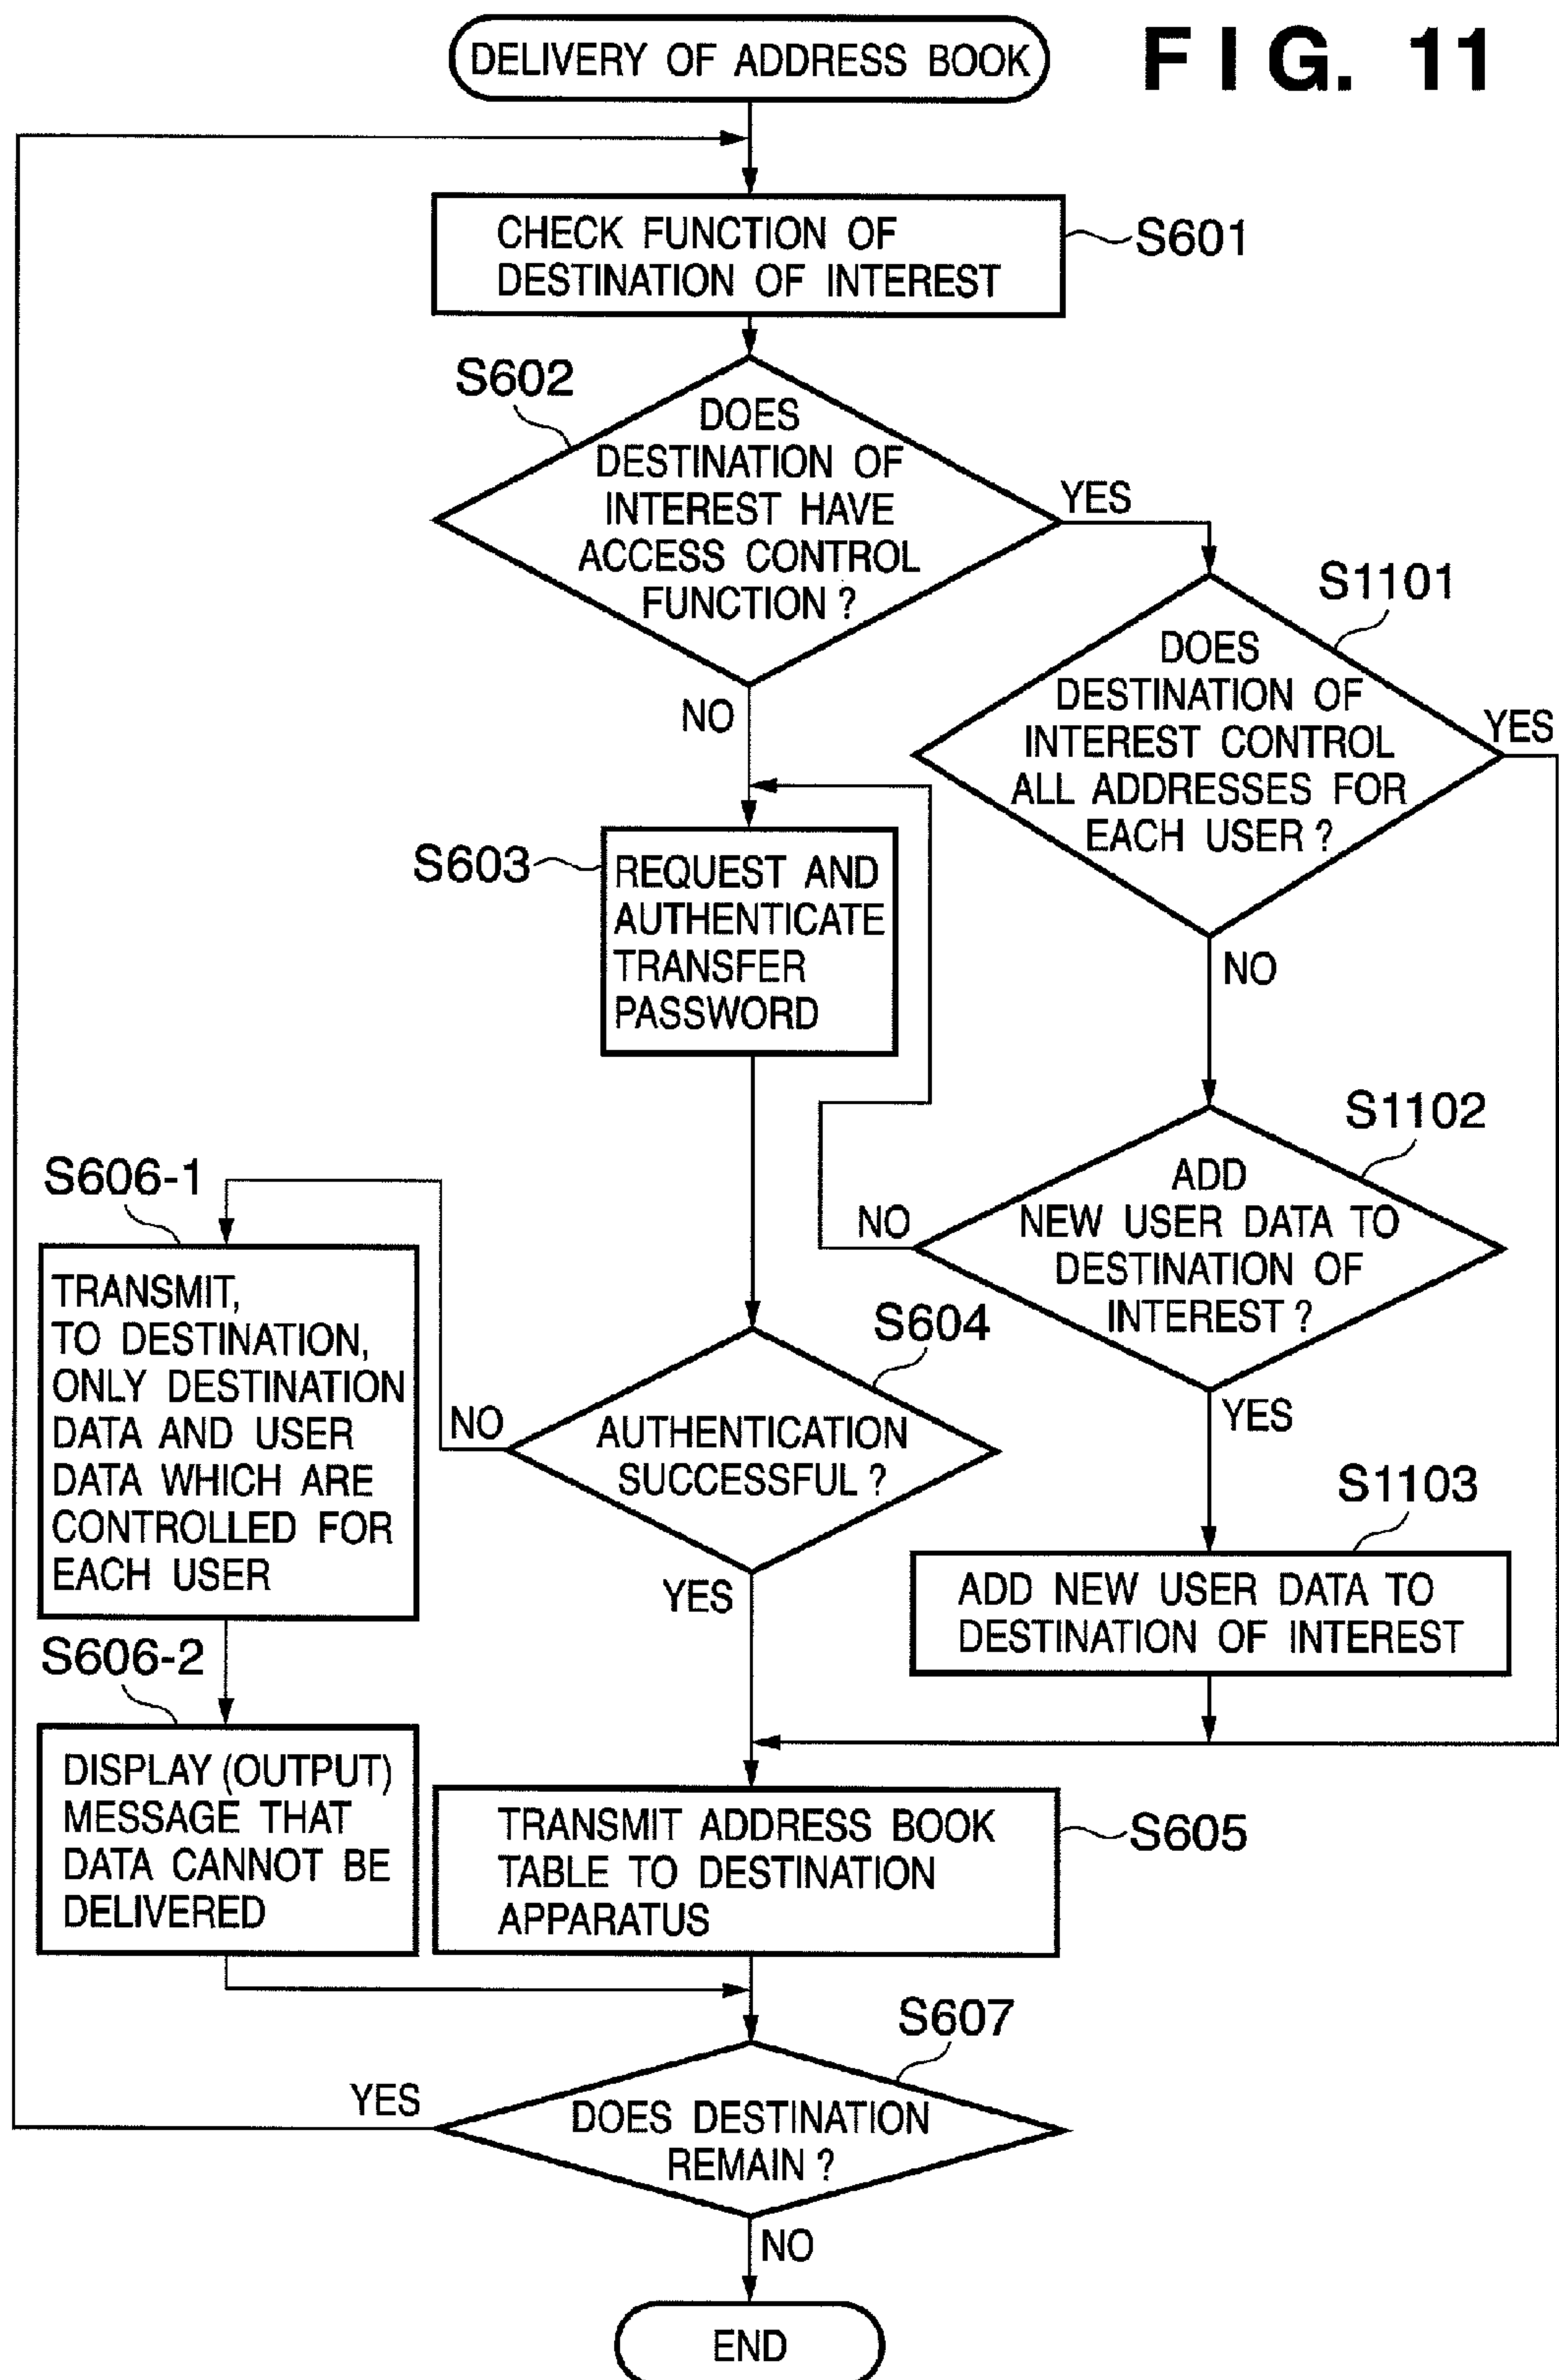 DELIVERY OF ADDRESS BOOK
FIG. 11
CHECK FUNCTION OF
DESTINATION OF INTEREST
S601
S602
DOES
DESTINATION OF
INTEREST HAVE
ACCESS CONTROL
FUNCTION ?
YES
NO
S1101
DOES
DESTINATION OF
INTEREST CONTROL
ALL ADDRESSES FOR
EACH USER ?
YES
NO
S603
REQUEST AND
AUTHENTICATE
TRANSFER
PASSWORD
S1102
ADD
NEW USER DATA TO
DESTINATION OF
INTEREST ?
NO
YES
S606-1
TRANSMIT,
TO DESTINATION,
ONLY DESTINATION
DATA AND USER
DATA WHICH ARE
CONTROLLED FOR
EACH USER
S604
AUTHENTICATION
SUCCESSFUL ?
NO
YES
S1103
ADD NEW USER DATA TO
DESTINATION OF INTEREST
S606-2
DISPLAY (OUTPUT)
MESSAGE THAT
DATA CANNOT BE
DELIVERED
TRANSMIT ADDRESS BOOK
TABLE TO DESTINATION
APPARATUS
S605
S607
DOES DESTINATION
REMAIN ?
YES
NO
END